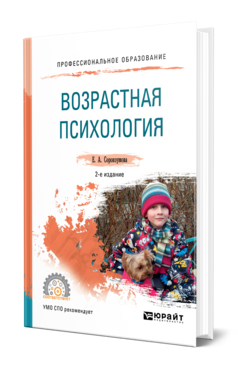 ПРОФЕССИОНАЛЬНОЕ ОБРАЗОВАНИЕ
ВОЗРАСТНАЯ
ПСИХОЛОГИЯ
Е. А. Сорокоумова
2-е издание
УМО СПО рекомендует
юрайт